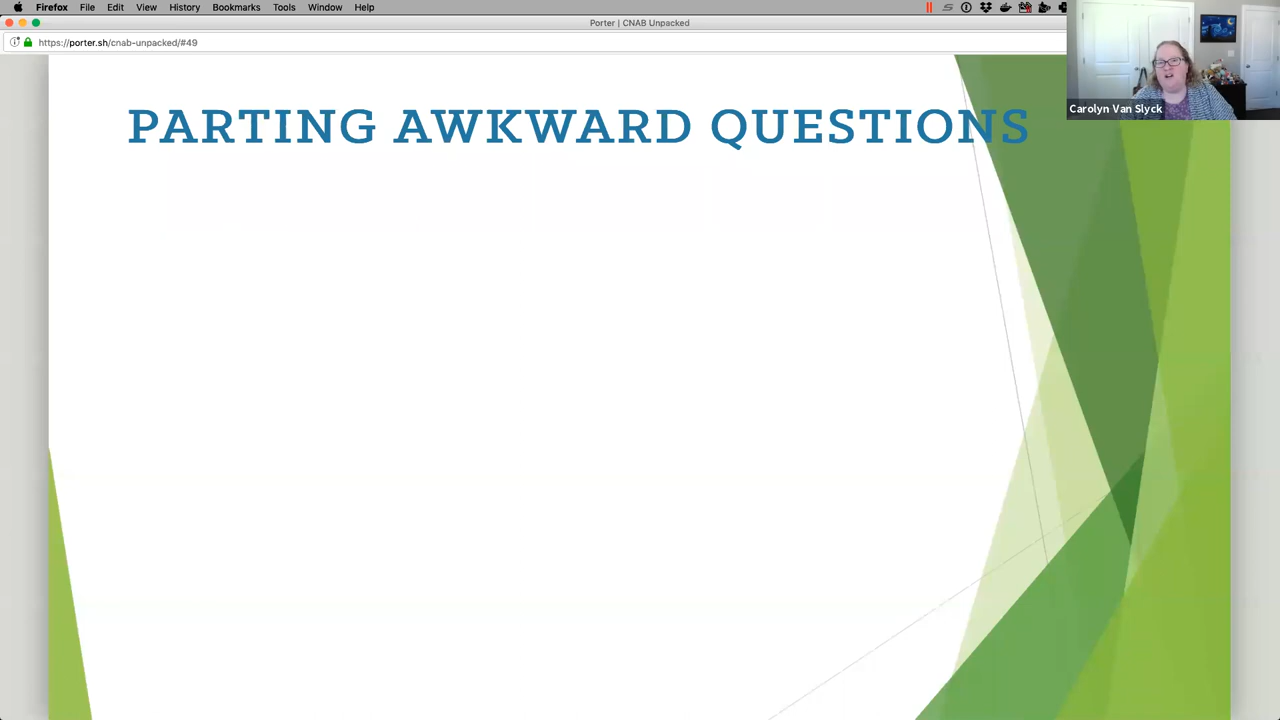 Firefox File Edit View History Bookmarks Tools Window Help
Porter | CNAB Unpacked
https://porter.sh/cnab-unpacked/#49
Carolyn Van Slyck
PARTING AWKWARD QUESTIONS